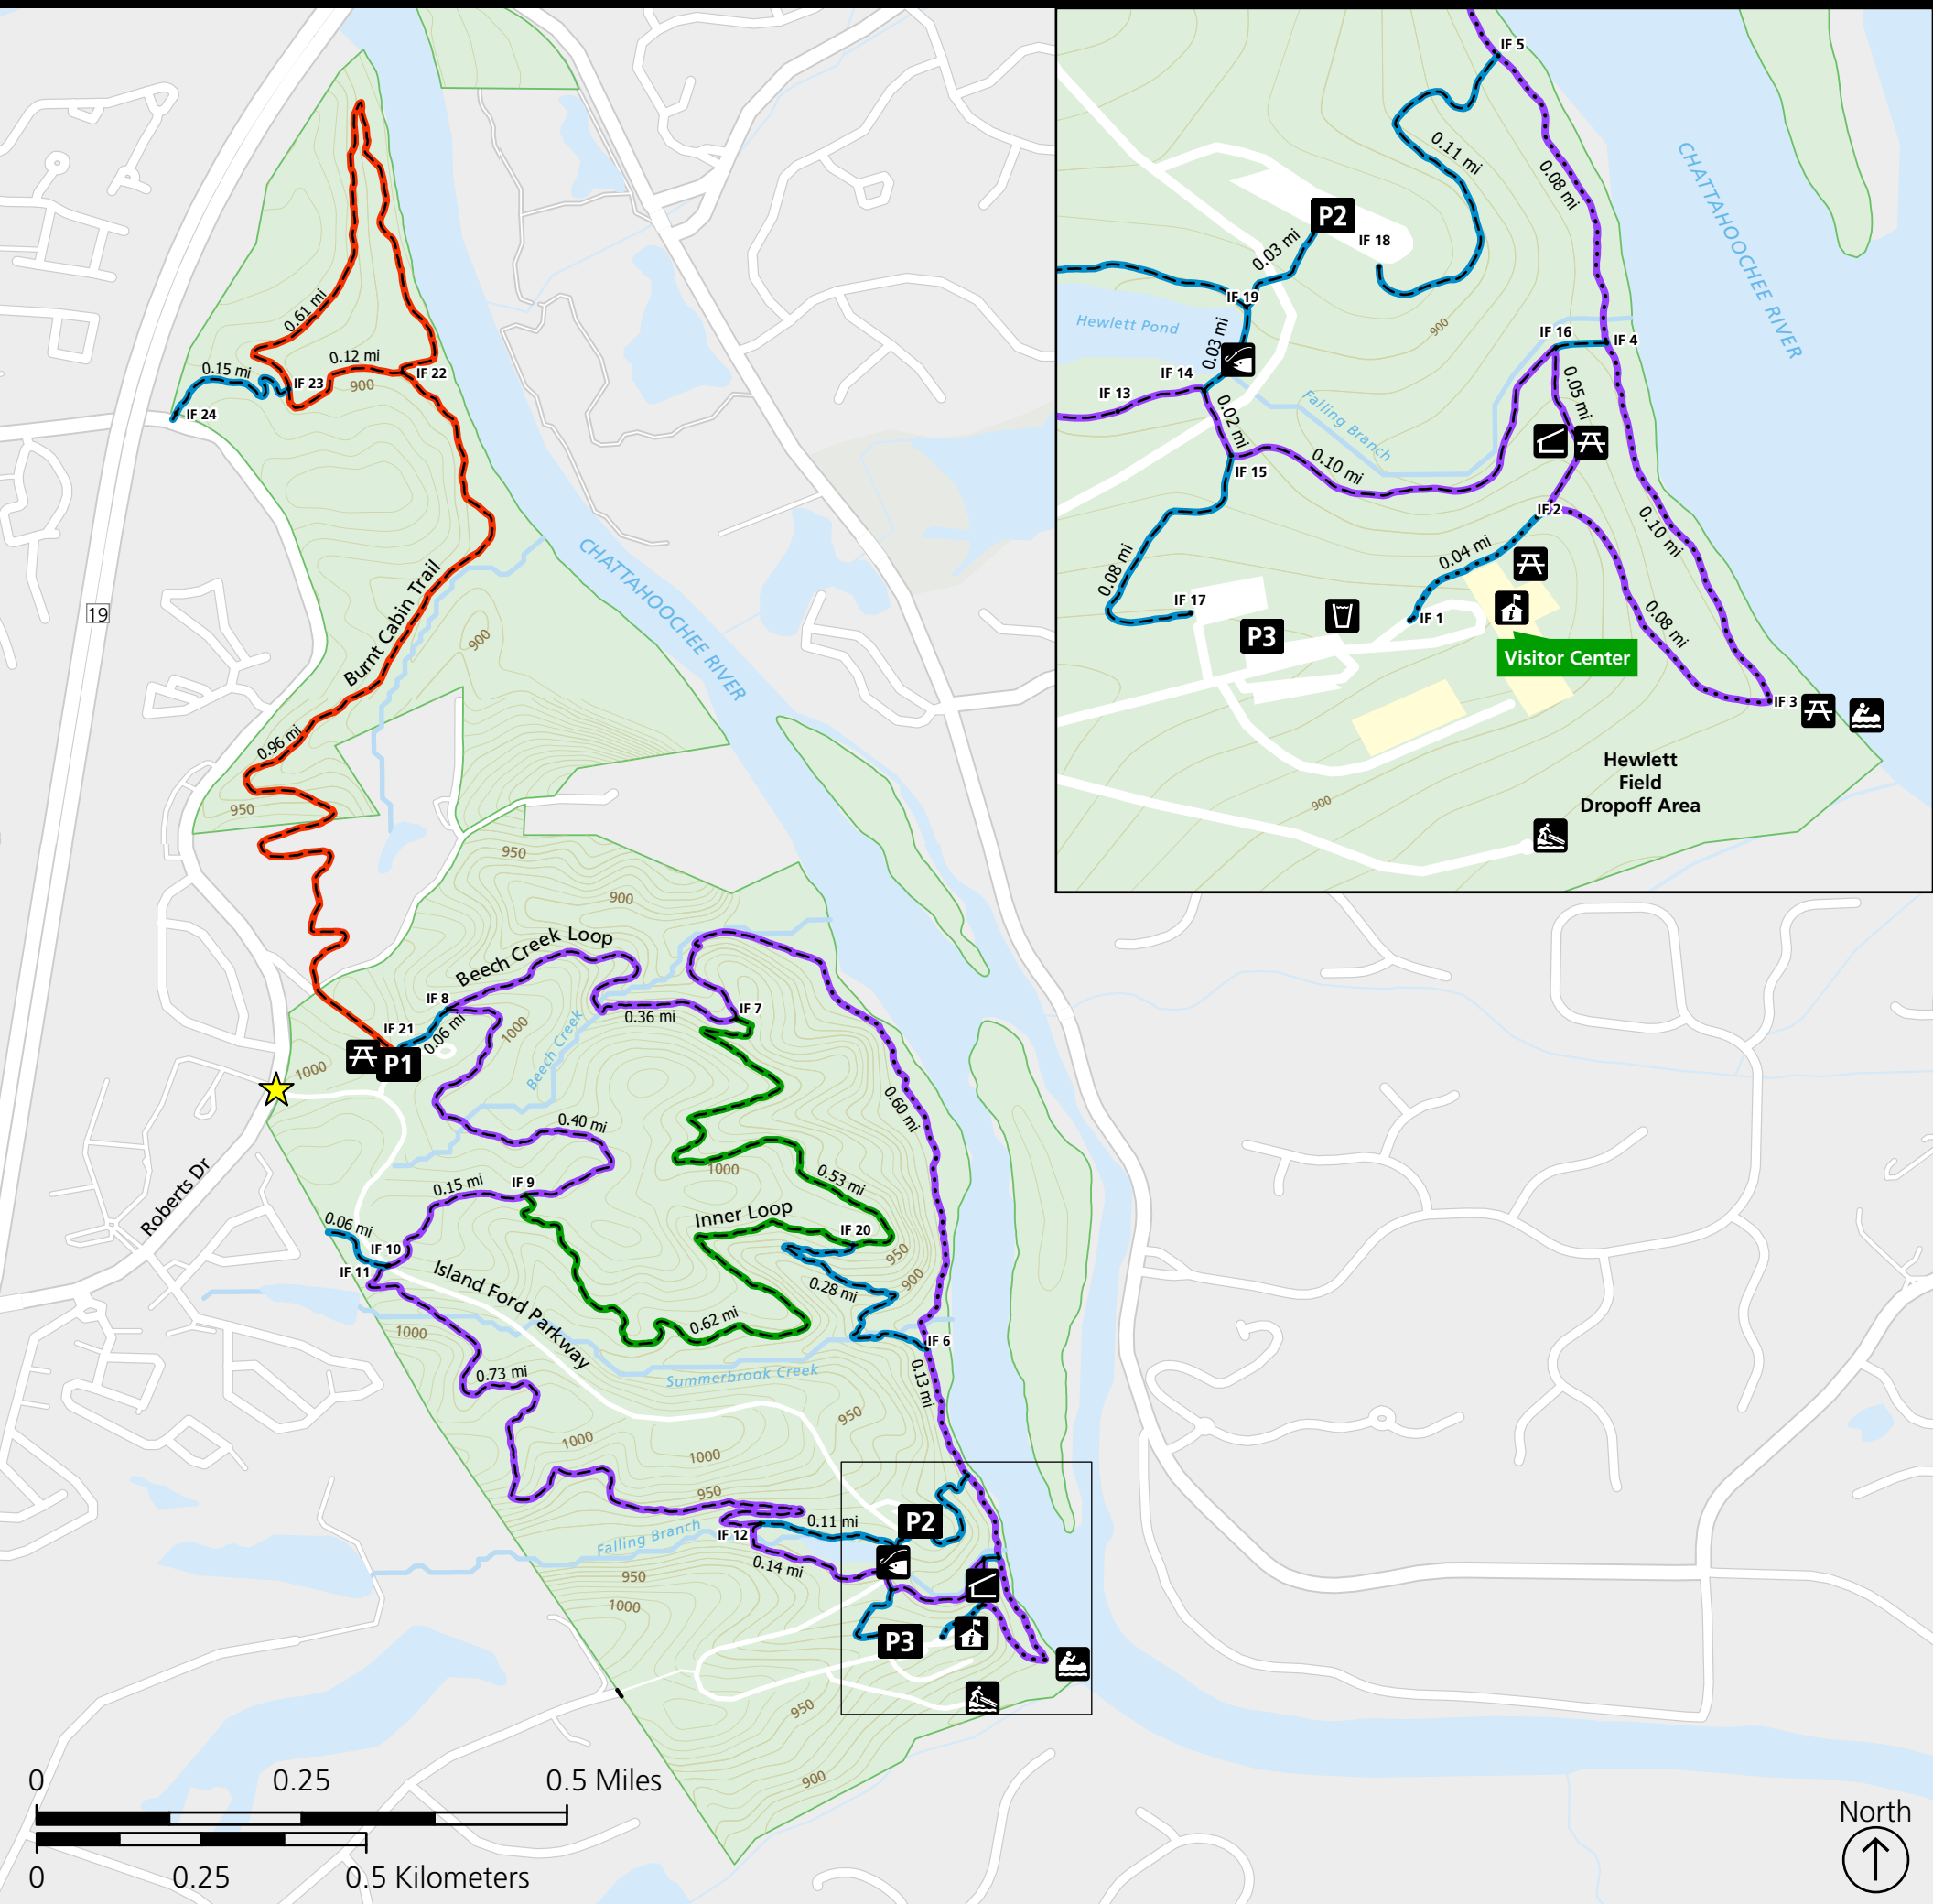 0.61 mi
0.15 mi
0.12 mi
IF 23
900
IF 22
IF 24
CHATTAHOOCHEE RIVER
Burnt Cabin Trail
19
900
0.96 mi
950
950
900
Beech Creek Loop
IF 8
0.06 mi
IF 21
P1
1000
1000
Beech Creek
0.36 mi
IF 7
0.60 mi
0.40 mi
1000
0.53 mi
Roberts Dr
0.15 mi
IF 9
Inner Loop
IF 20
950
900
0.06 mi
IF 10
IF 11
Island Ford Parkway
0.28 mi
0.62 mi
1000
IF 6
0.13 mi
Summerbrook Creek
0.73 mi
950
1000
1000
950
P2
0.11 mi
IF 12
Falling Branch
0.14 mi
950
1000
P3
i
950
900
IF 5
0.11 mi
0.08 mi
CHATTAHOOCHEE RIVER
P2
IF 18
0.03 mi
IF 19
Hewlett Pond
0.03 mi
900
IF 16
IF 4
IF 14
IF 13
0.02 mi
Falling Branch
0.05 mi
IF 15
0.10 mi
IF 2
0.10 mi
0.04 mi
0.08 mi
IF 17
P3
IF 1
i
0.08 mi
Visitor Center
IF 3
Hewlett
Field
Dropoff Area
900
0 0.25 0.5 Miles
0 0.25 0.5 Kilometers
North